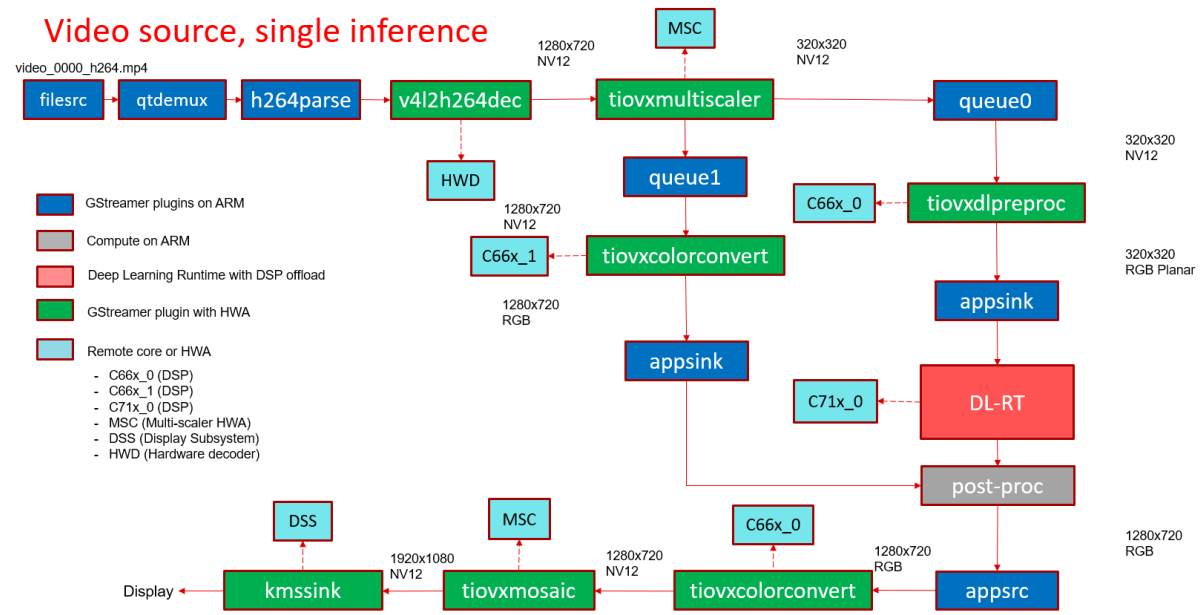 Video source, single inference
video_0000_h264.mp4
filesrc
qtdemux
h264parse
v4l2h264dec
1280x720
NV12
tiovxmultiscaler
MSC
320x320
NV12
queue0
HWD
queue1
320x320
NV12
C66x_0
tiovxdlpreproc
1280x720
NV12
C66x_1
tiovxcolorconvert
320x320
RGB Planar
1280x720
RGB
appsink
appsink
C71x_0
DL-RT
post-proc
GStreamer plugins on ARM
Compute on ARM
Deep Learning Runtime with DSP offload
GStreamer plugin with HWA
Remote core or HWA
- C66x_0 (DSP)
- C66x_1 (DSP)
- C71x_0 (DSP)
- MSC (Multi-scaler HWA)
- DSS (Display Subsystem)
- HWD (Hardware decoder)
1280x720
RGB
appsrc
1280x720
RGB
C66x_0
tiovxcolorconvert
1280x720
NV12
MSC
tiovxmosaic
1920x1080
NV12
DSS
kmssink
Display